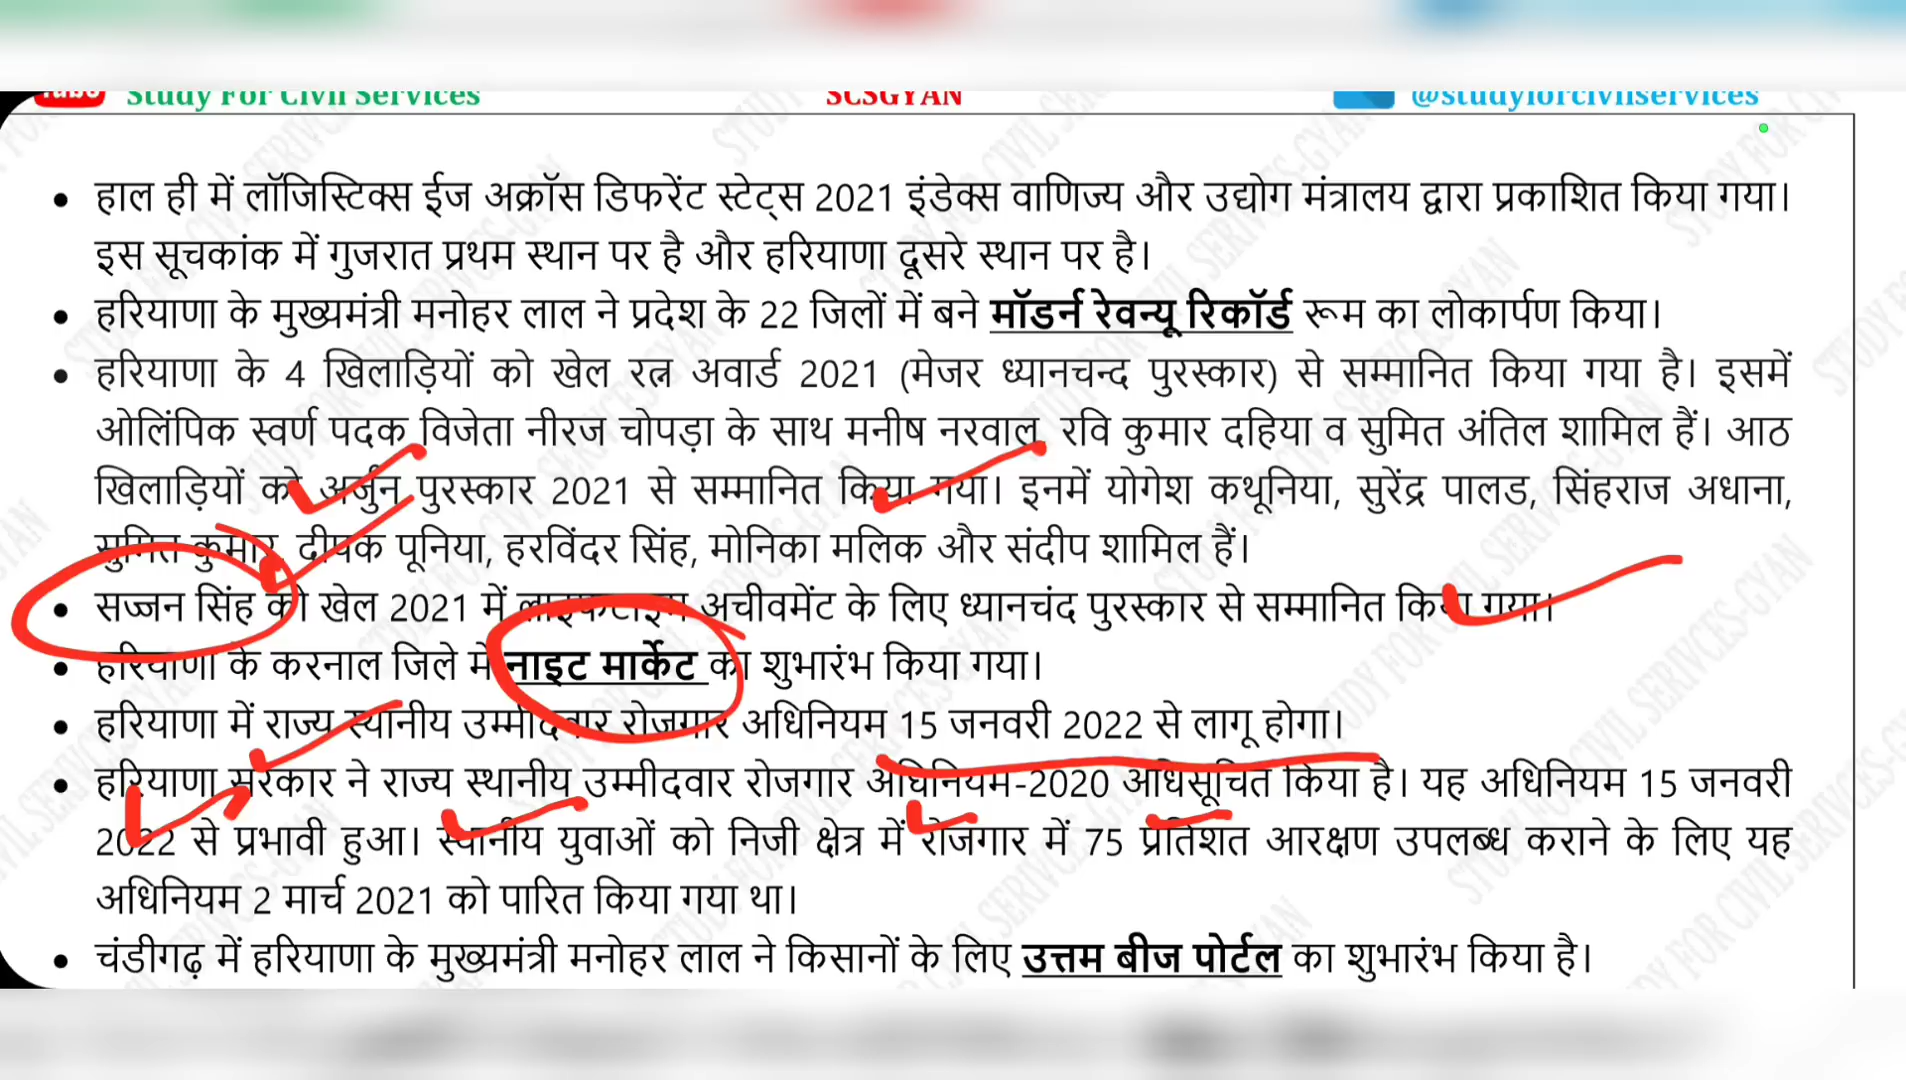 Tube Study For Civil Services SCSGYAN @studyforcivilservices
• हाल ही में लॉजिस्टिक्स ईज अक्रॉस डिफरेंट स्टेट्स 2021 इंडेक्स वाणिज्य और उद्योग मंत्रालय द्वारा प्रकाशित किया गया।
इस सूचकांक में गुजरात प्रथम स्थान पर है और हरियाणा दूसरे स्थान पर है।
• हरियाणा के मुख्यमंत्री मनोहर लाल ने प्रदेश के 22 जिलों में बने मॉडर्न रेवन्यू रिकॉर्ड रूम का लोकार्पण किया।
• हरियाणा के 4 खिलाड़ियों को खेल रत्न अवार्ड 2021 (मेजर ध्यानचन्द पुरस्कार) से सम्मानित किया गया है। इसमें
ओलिंपिक स्वर्ण पदक विजेता नीरज चोपड़ा के साथ मनीष नरवाल, रवि कुमार दहिया व सुमित अंतिल शामिल हैं। आठ
खिलाड़ियों को अर्जुन पुरस्कार 2021 से सम्मानित किया गया। इनमें योगेश कथूनिया, सुरेंद्र पालड, सिंहराज अधाना,
सुमित कुमार, दीपक पूनिया, हरविंदर सिंह, मोनिका मलिक और संदीप शामिल हैं।
• सज्जन सिंह को खेल 2021 में लाइफटाइम अचीवमेंट के लिए ध्यानचंद पुरस्कार से सम्मानित किया गया।
• हरियाणा के करनाल जिले में नाइट मार्केट का शुभारंभ किया गया।
• हरियाणा में राज्य स्थानीय उम्मीदवार रोजगार अधिनियम 15 जनवरी 2022 से लागू होगा।
• हरियाणा सरकार ने राज्य स्थानीय उम्मीदवार रोजगार अधिनियम-2020 अधिसूचित किया है। यह अधिनियम 15 जनवरी
2022 से प्रभावी हुआ। स्थानीय युवाओं को निजी क्षेत्र में रोजगार में 75 प्रतिशत आरक्षण उपलब्ध कराने के लिए यह
अधिनियम 2 मार्च 2021 को पारित किया गया था।
• चंडीगढ़ में हरियाणा के मुख्यमंत्री मनोहर लाल ने किसानों के लिए उत्तम बीज पोर्टल का शुभारंभ किया है।